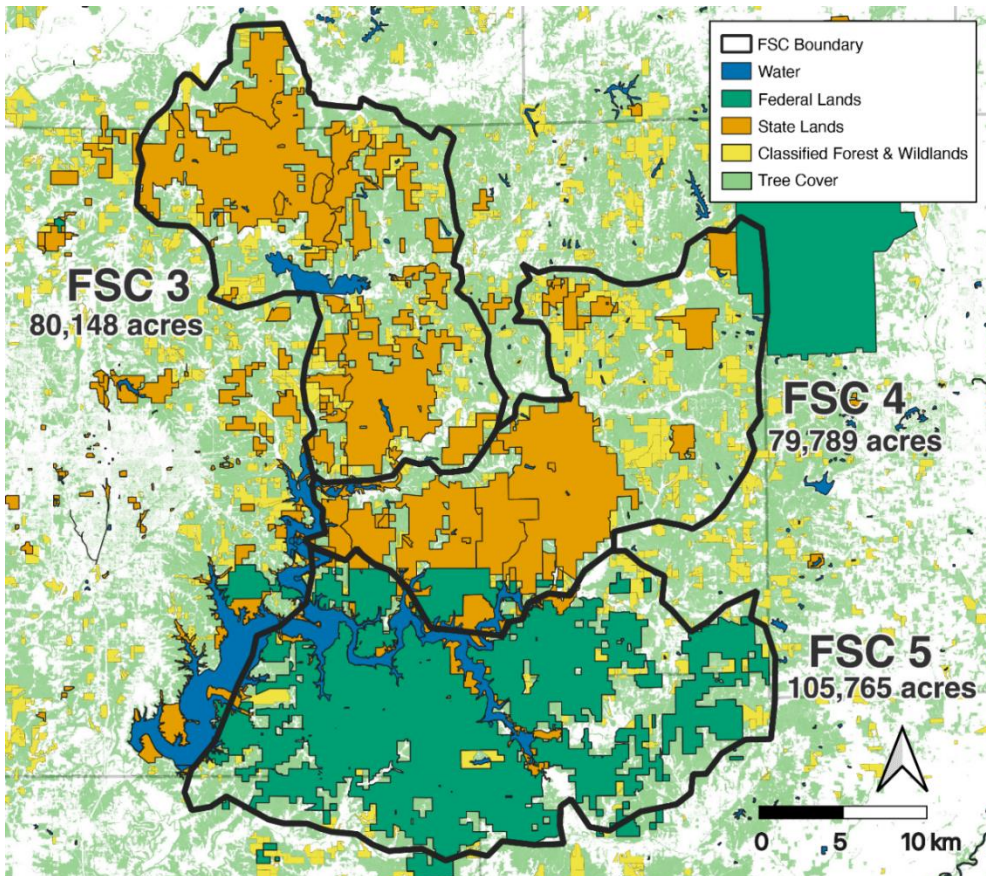 FSC Boundary
Water
Federal Lands
State Lands
Classified Forest & Wildlands
Tree Cover
FSC 3
80,148 acres
FSC 4
79,789 acres
FSC 5
105,765 acres
0 5 10 km